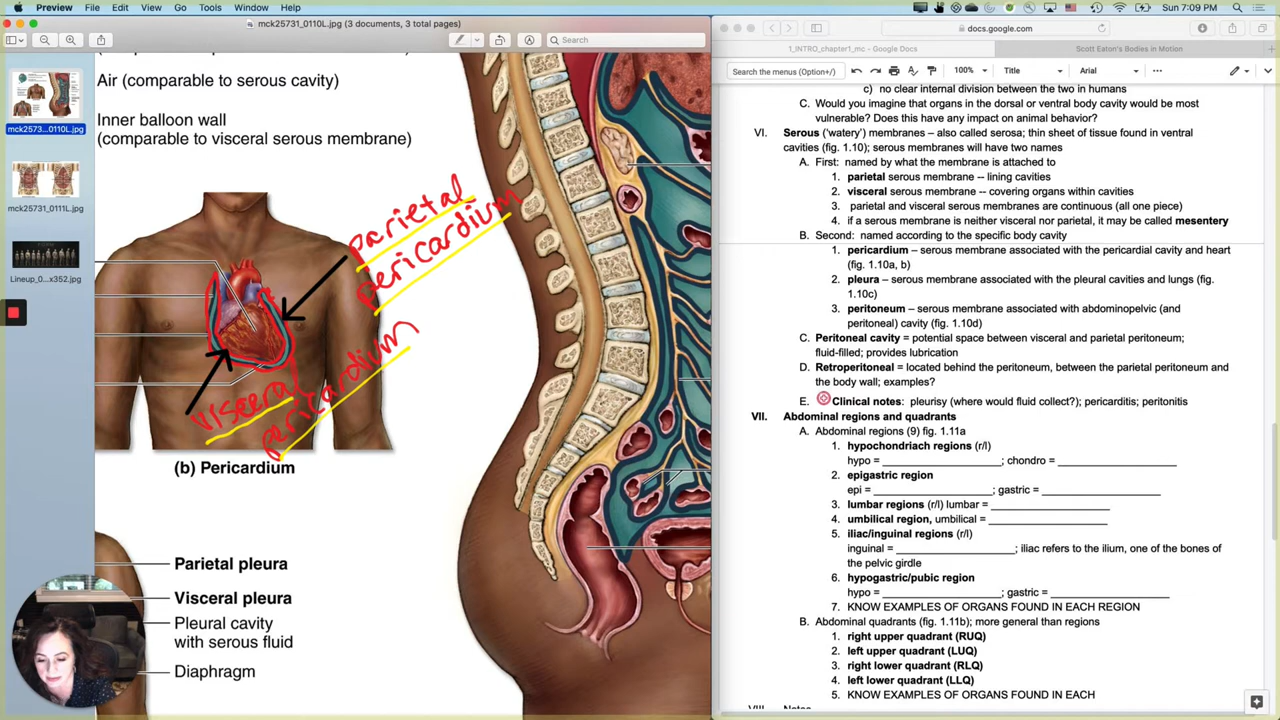 Preview File Edit View Go Tools Window Help
Sun 7:09 PM
mck25731_0110L.jpg (3 documents, 3 total pages)
Search
mck2573...0110L.jpg
mck25731_0111L.jpg
Lineup_0...x352.jpg
Air (comparable to serous cavity)
Inner balloon wall
(comparable to visceral serous membrane)
parietal
pericardium
visceral
pericardium
(b) Pericardium
Parietal pleura
Visceral pleura
Pleural cavity
with serous fluid
Diaphragm
docs.google.com
1_INTRO_chapter1_mc - Google Docs
Scott Eaton's Bodies in Motion
Search the menus (Option+/)
100%
Title
Arial
c) no clear internal division between the two in humans
C. Would you imagine that organs in the dorsal or ventral body cavity would be most
vulnerable? Does this have any impact on animal behavior?
VI. Serous ('watery') membranes – also called serosa; thin sheet of tissue found in ventral
cavities (fig. 1.10); serous membranes will have two names
A. First: named by what the membrane is attached to
1. parietal serous membrane -- lining cavities
2. visceral serous membrane – covering organs within cavities
3. parietal and visceral serous membranes are continuous (all one piece)
4. if a serous membrane is neither visceral nor parietal, it may be called mesentery
B. Second: named according to the specific body cavity
1. pericardium – serous membrane associated with the pericardial cavity and heart
(fig. 1.10a, b)
2. pleura – serous membrane associated with the pleural cavities and lungs (fig.
1.10c)
3. peritoneum – serous membrane associated with abdominopelvic (and
peritoneal) cavity (fig. 1.10d)
C. Peritoneal cavity = potential space between visceral and parietal peritoneum;
fluid-filled; provides lubrication
D. Retroperitoneal = located behind the peritoneum, between the parietal peritoneum and
the body wall; examples?
E. Clinical notes: pleurisy (where would fluid collect?); pericarditis; peritonitis
VII. Abdominal regions and quadrants
A. Abdominal regions (9) fig. 1.11a
1. hypochondriach regions (r/l)
hypo = ____________________; chondro = ____________________
2. epigastric region
epi = ____________________; gastric = ____________________
3. lumbar regions (r/l) lumbar = ____________________
4. umbilical region, umbilical = ____________________
5. iliac/inguinal regions (r/l)
inguinal = ____________________; iliac refers to the ilium, one of the bones of
the pelvic girdle
6. hypogastric/pubic region
hypo = ____________________; gastric = ____________________
7. KNOW EXAMPLES OF ORGANS FOUND IN EACH REGION
B. Abdominal quadrants (fig. 1.11b); more general than regions
1. right upper quadrant (RUQ)
2. left upper quadrant (LUQ)
3. right lower quadrant (RLQ)
4. left lower quadrant (LLQ)
5. KNOW EXAMPLES OF ORGANS FOUND IN EACH